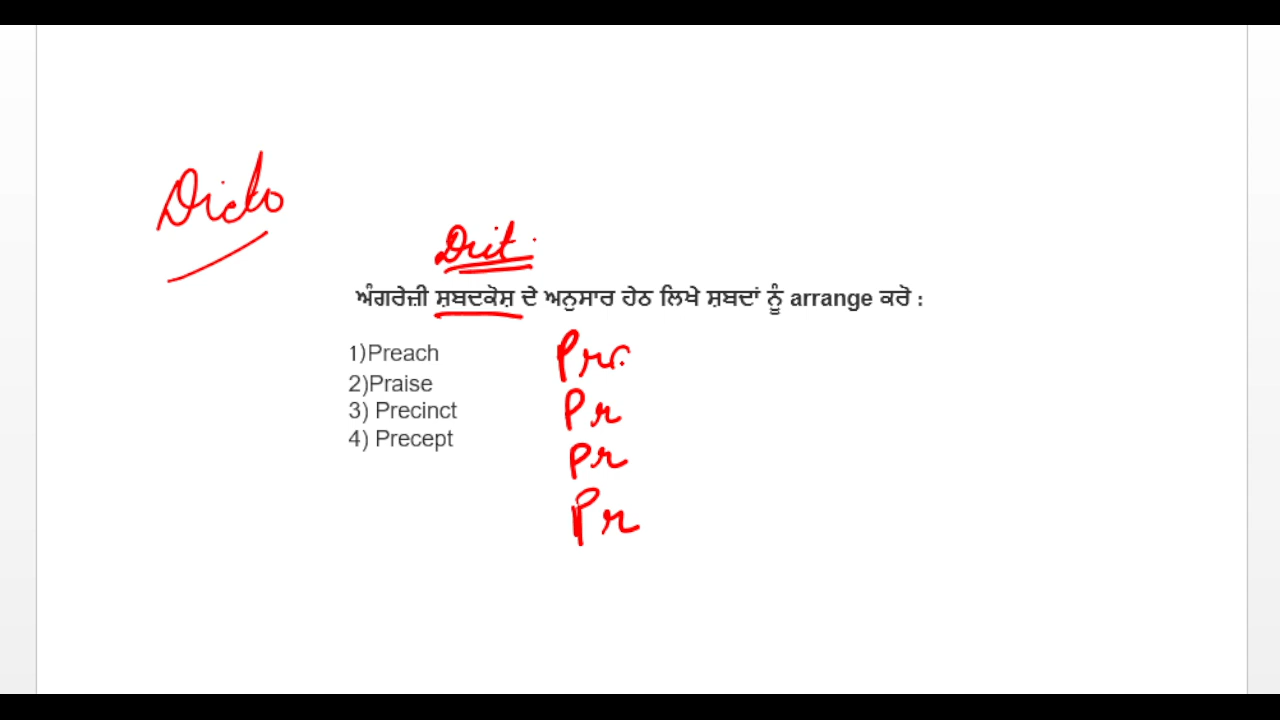 Dicto
Dict.
ਅੰਗਰੇਜ਼ੀ ਸ਼ਬਦਕੋਸ਼ ਦੇ ਅਨੁਸਾਰ ਹੇਠ ਲਿਖੇ ਸ਼ਬਦਾਂ ਨੂੰ arrange ਕਰੋ :
1)Preach
2)Praise
3) Precinct
4) Precept
Pr
Pr
Pr